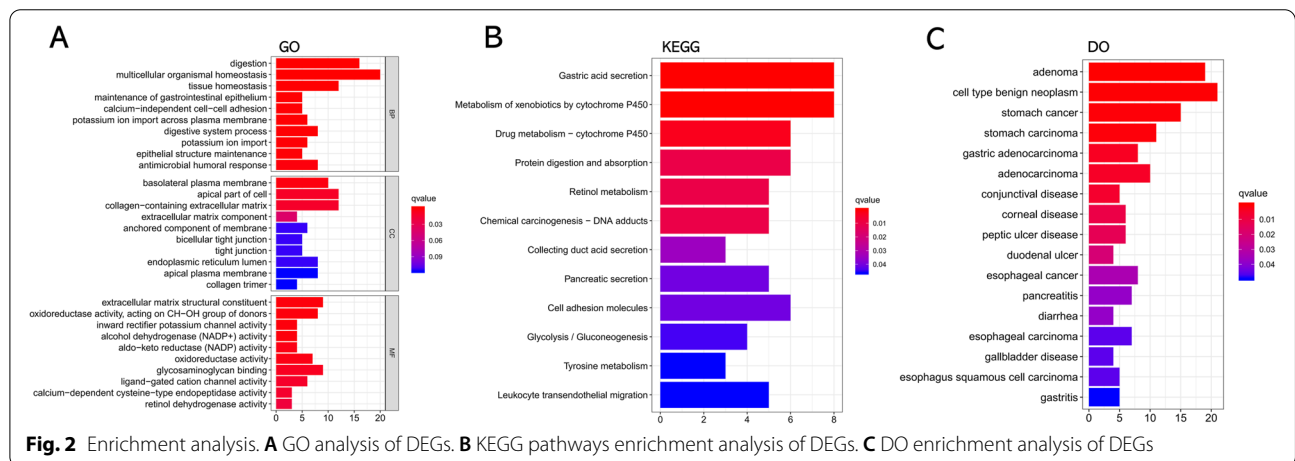 A
GO
digestion
multicellular organismal homeostasis
tissue homeostasis
maintenance of gastrointestinal epithelium
calcium−independent cell−cell adhesion
potassium ion import across plasma membrane
digestive system process
potassium ion import
epithelial structure maintenance
antimicrobial humoral response
BP
basolateral plasma membrane
apical part of cell
collagen−containing extracellular matrix
extracellular matrix component
anchored component of membrane
bicellular tight junction
tight junction
endoplasmic reticulum lumen
apical plasma membrane
collagen trimer
CC
extracellular matrix structural constituent
oxidoreductase activity, acting on CH−OH group of donors
inward rectifier potassium channel activity
alcohol dehydrogenase (NADP+) activity
aldo−keto reductase (NADP) activity
oxidoreductase activity
glycosaminoglycan binding
ligand−gated cation channel activity
calcium−dependent cysteine−type endopeptidase activity
retinol dehydrogenase activity
MF
0 5 10 15 20
qvalue
0.03
0.06
0.09
B
KEGG
Gastric acid secretion
Metabolism of xenobiotics by cytochrome P450
Drug metabolism − cytochrome P450
Protein digestion and absorption
Retinol metabolism
Chemical carcinogenesis − DNA adducts
Collecting duct acid secretion
Pancreatic secretion
Cell adhesion molecules
Glycolysis / Gluconeogenesis
Tyrosine metabolism
Leukocyte transendothelial migration
0 2 4 6 8
qvalue
0.01
0.02
0.03
0.04
C
DO
adenoma
cell type benign neoplasm
stomach cancer
stomach carcinoma
gastric adenocarcinoma
adenocarcinoma
conjunctival disease
corneal disease
peptic ulcer disease
duodenal ulcer
esophageal cancer
pancreatitis
diarrhea
esophageal carcinoma
gallbladder disease
esophagus squamous cell carcinoma
gastritis
0 5 10 15 20
qvalue
0.01
0.02
0.03
0.04
Fig. 2 Enrichment analysis. A GO analysis of DEGs. B KEGG pathways enrichment analysis of DEGs. C DO enrichment analysis of DEGs